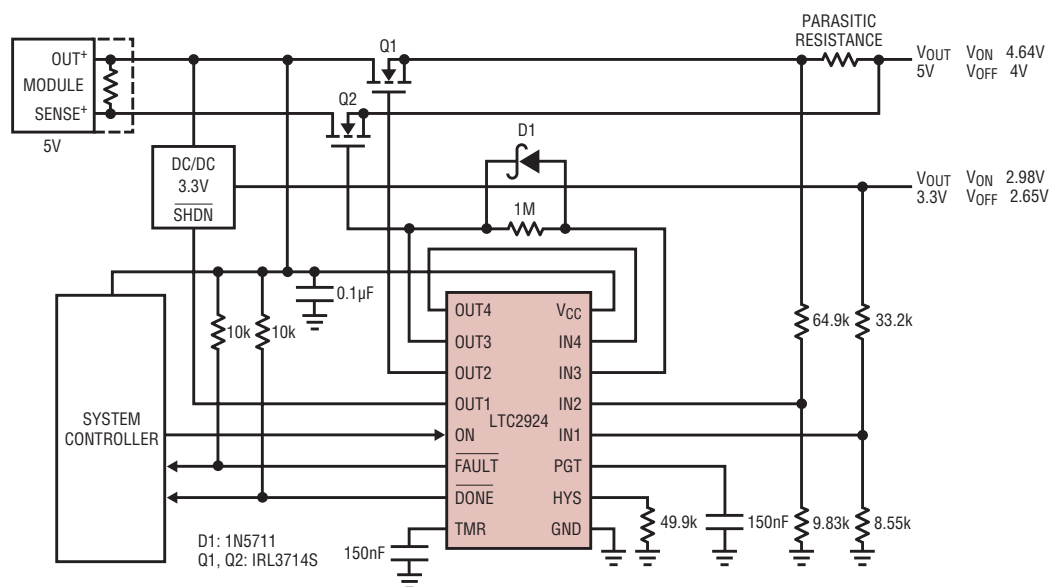 OUT+
MODULE
SENSE+
5V
Q1
Q2
PARASITIC
RESISTANCE
VOUT VON 4.64V
5V VOFF 4V
DC/DC
3.3V
SHDN
D1
1M
VOUT VON 2.98V
3.3V VOFF 2.65V
0.1µF
10k
10k
SYSTEM
CONTROLLER
OUT4
OUT3
OUT2
OUT1
ON
FAULT
DONE
TMR
LTC2924
VCC
IN4
IN3
IN2
IN1
PGT
HYS
GND
64.9k
33.2k
49.9k
150nF
9.83k
8.55k
150nF
D1: 1N5711
Q1, Q2: IRL3714S